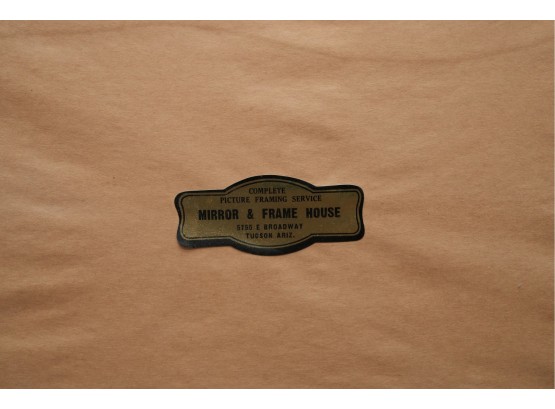 COMPLETE
PICTURE FRAMING SERVICE
MIRROR & FRAME HOUSE
E BROADWAY
TUCSON ARIZ.